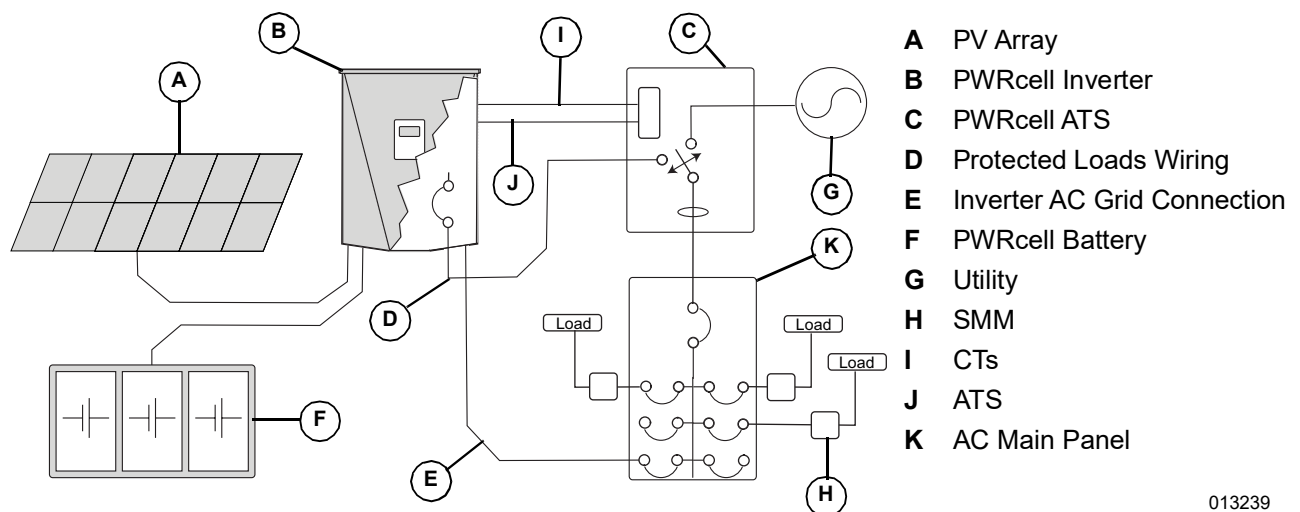 A
B
I
C
J
G
K
D
F
E
H
Load
Load
Load
A PV Array
B PWRcell Inverter
C PWRcell ATS
D Protected Loads Wiring
E Inverter AC Grid Connection
F PWRcell Battery
G Utility
H SMM
I CTs
J ATS
K AC Main Panel
013239